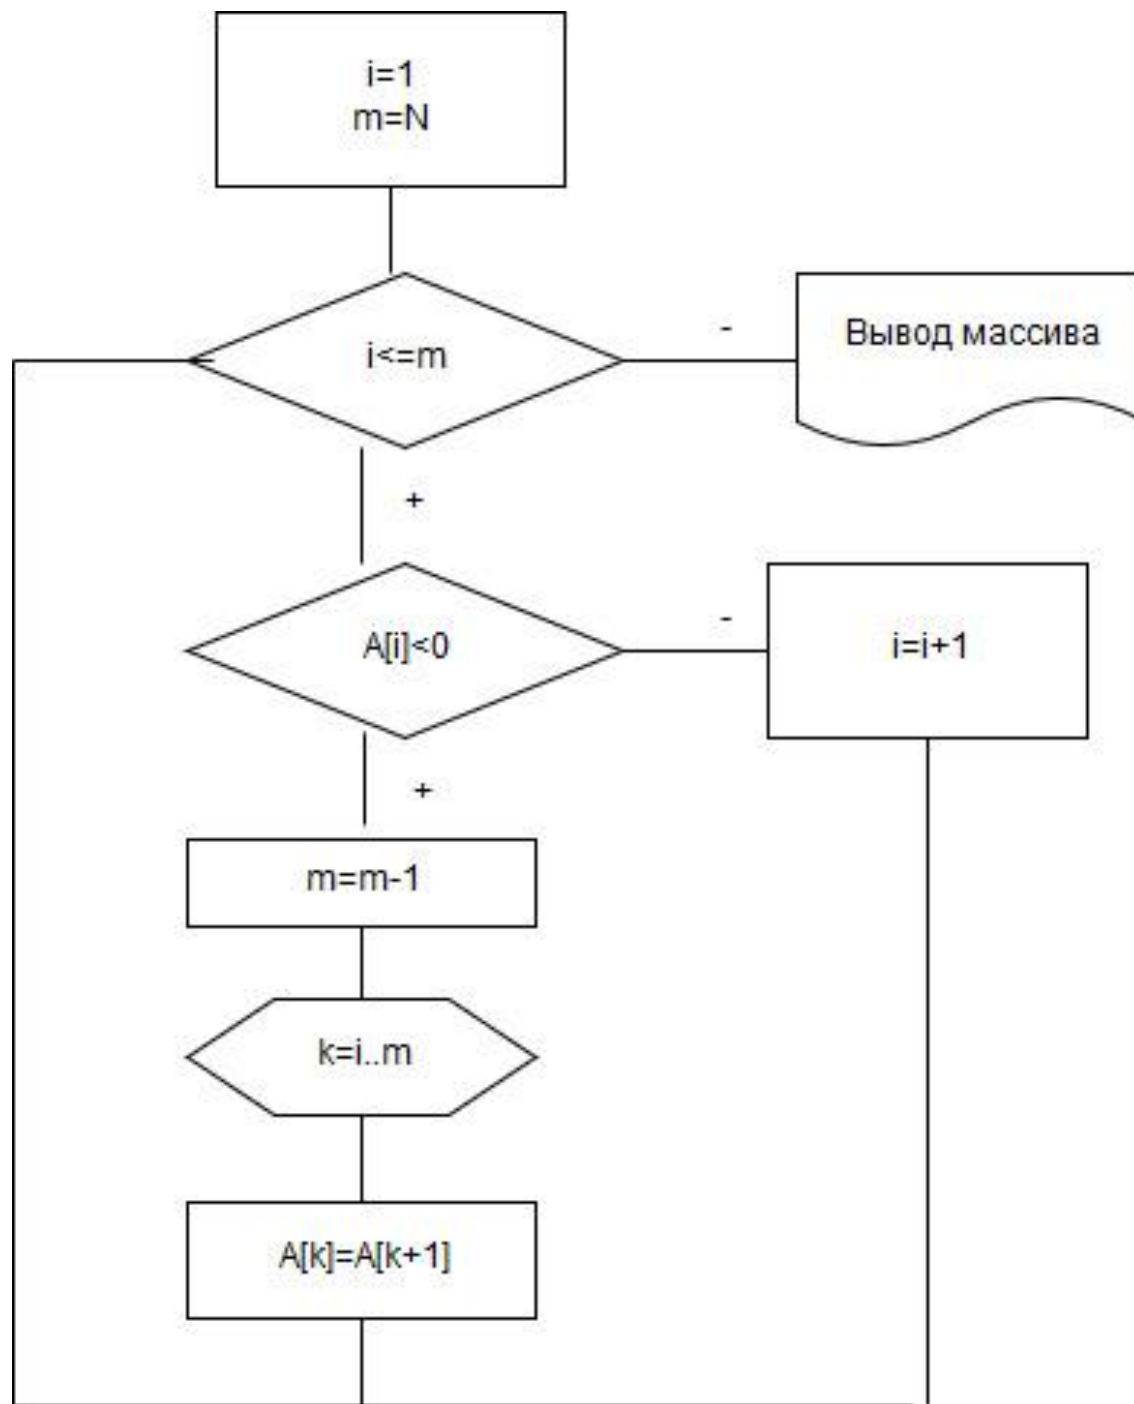 i=1
m=N
i<=m
-
Вывод массива
+
A[i]<0
-
i=i+1
+
m=m-1
k=i..m
A[k]=A[k+1]